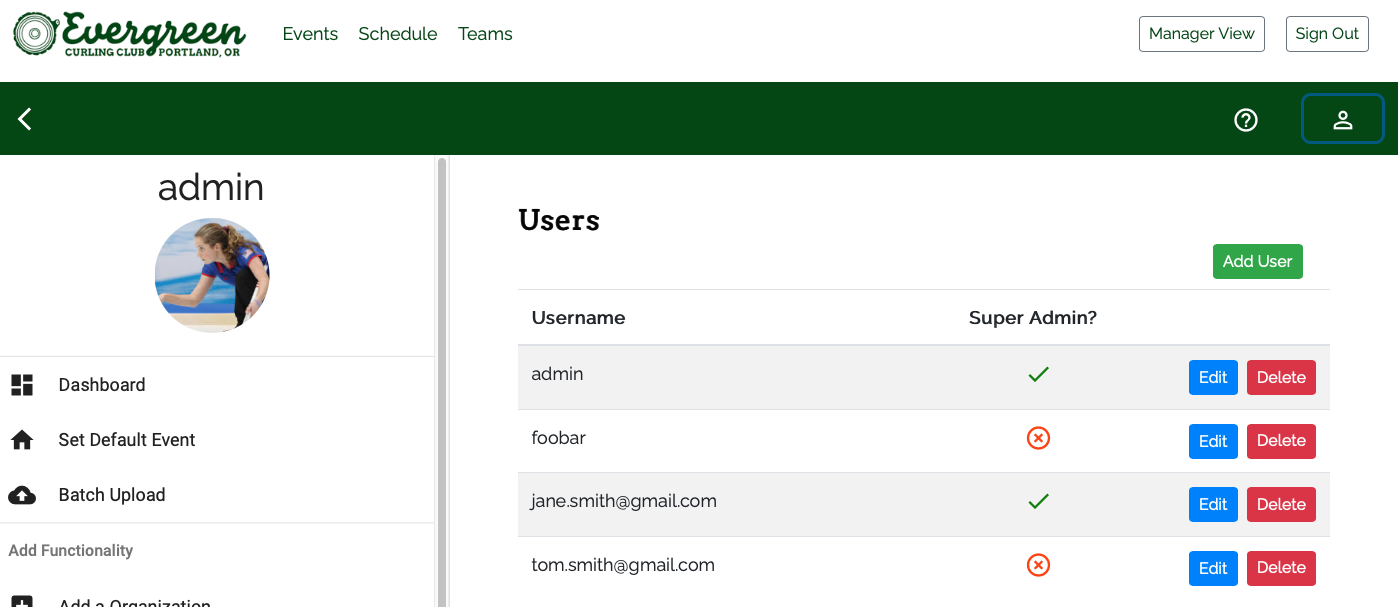 Evergreen
CURLING CLUB PORTLAND, OR
Events Schedule Teams
Manager View Sign Out
admin
Dashboard
Set Default Event
Batch Upload
Add Functionality
Add a Organization
Users
Add User
Username Super Admin?
admin Edit Delete
foobar Edit Delete
jane.smith@gmail.com Edit Delete
tom.smith@gmail.com Edit Delete